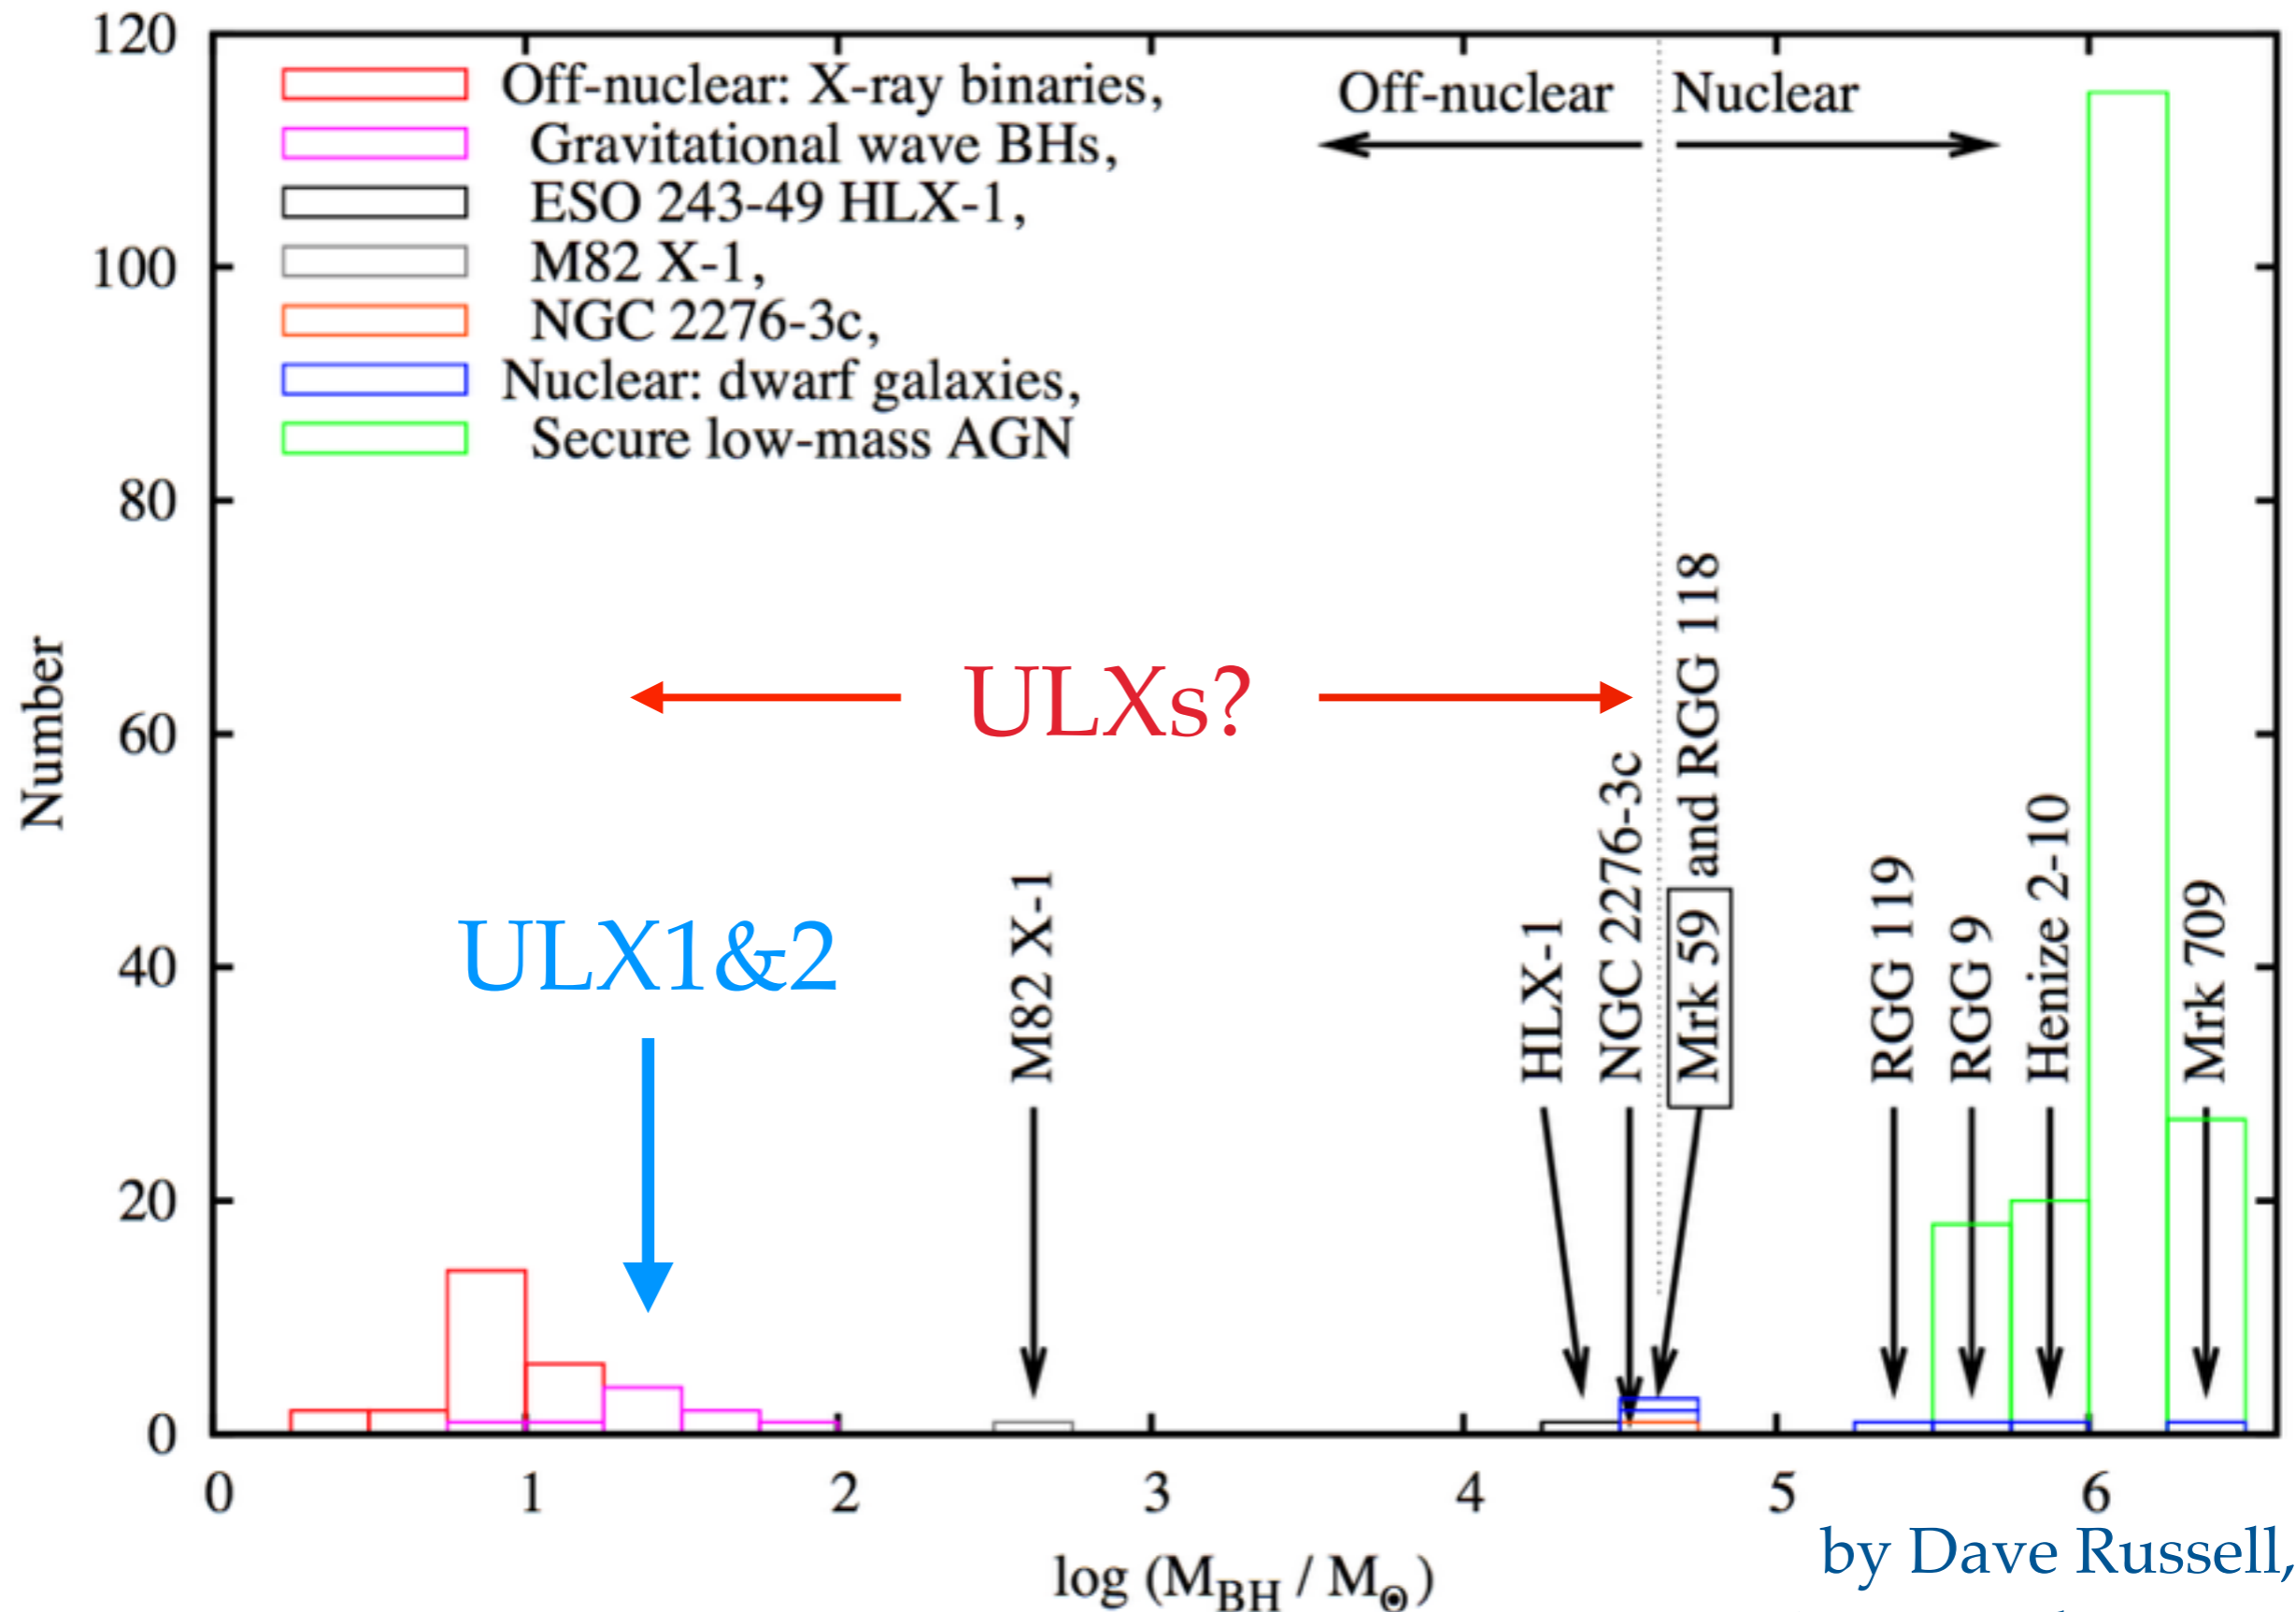 120
100
80
60
40
20
0
Number
Off-nuclear: X-ray binaries,
Gravitational wave BHs,
ESO 243-49 HLX-1,
M82 X-1,
NGC 2276-3c,
Nuclear: dwarf galaxies,
Secure low-mass AGN
Off-nuclear
Nuclear
ULXs?
ULX1&2
M82 X-1
HLX-1
NGC 2276-3c
Mrk 59 and RGG 118
RGG 119
RGG 9
Henize 2-10
Mrk 709
0 1 2 3 4 5 6
log (M_BH / M_⊙)
by Dave Russell,